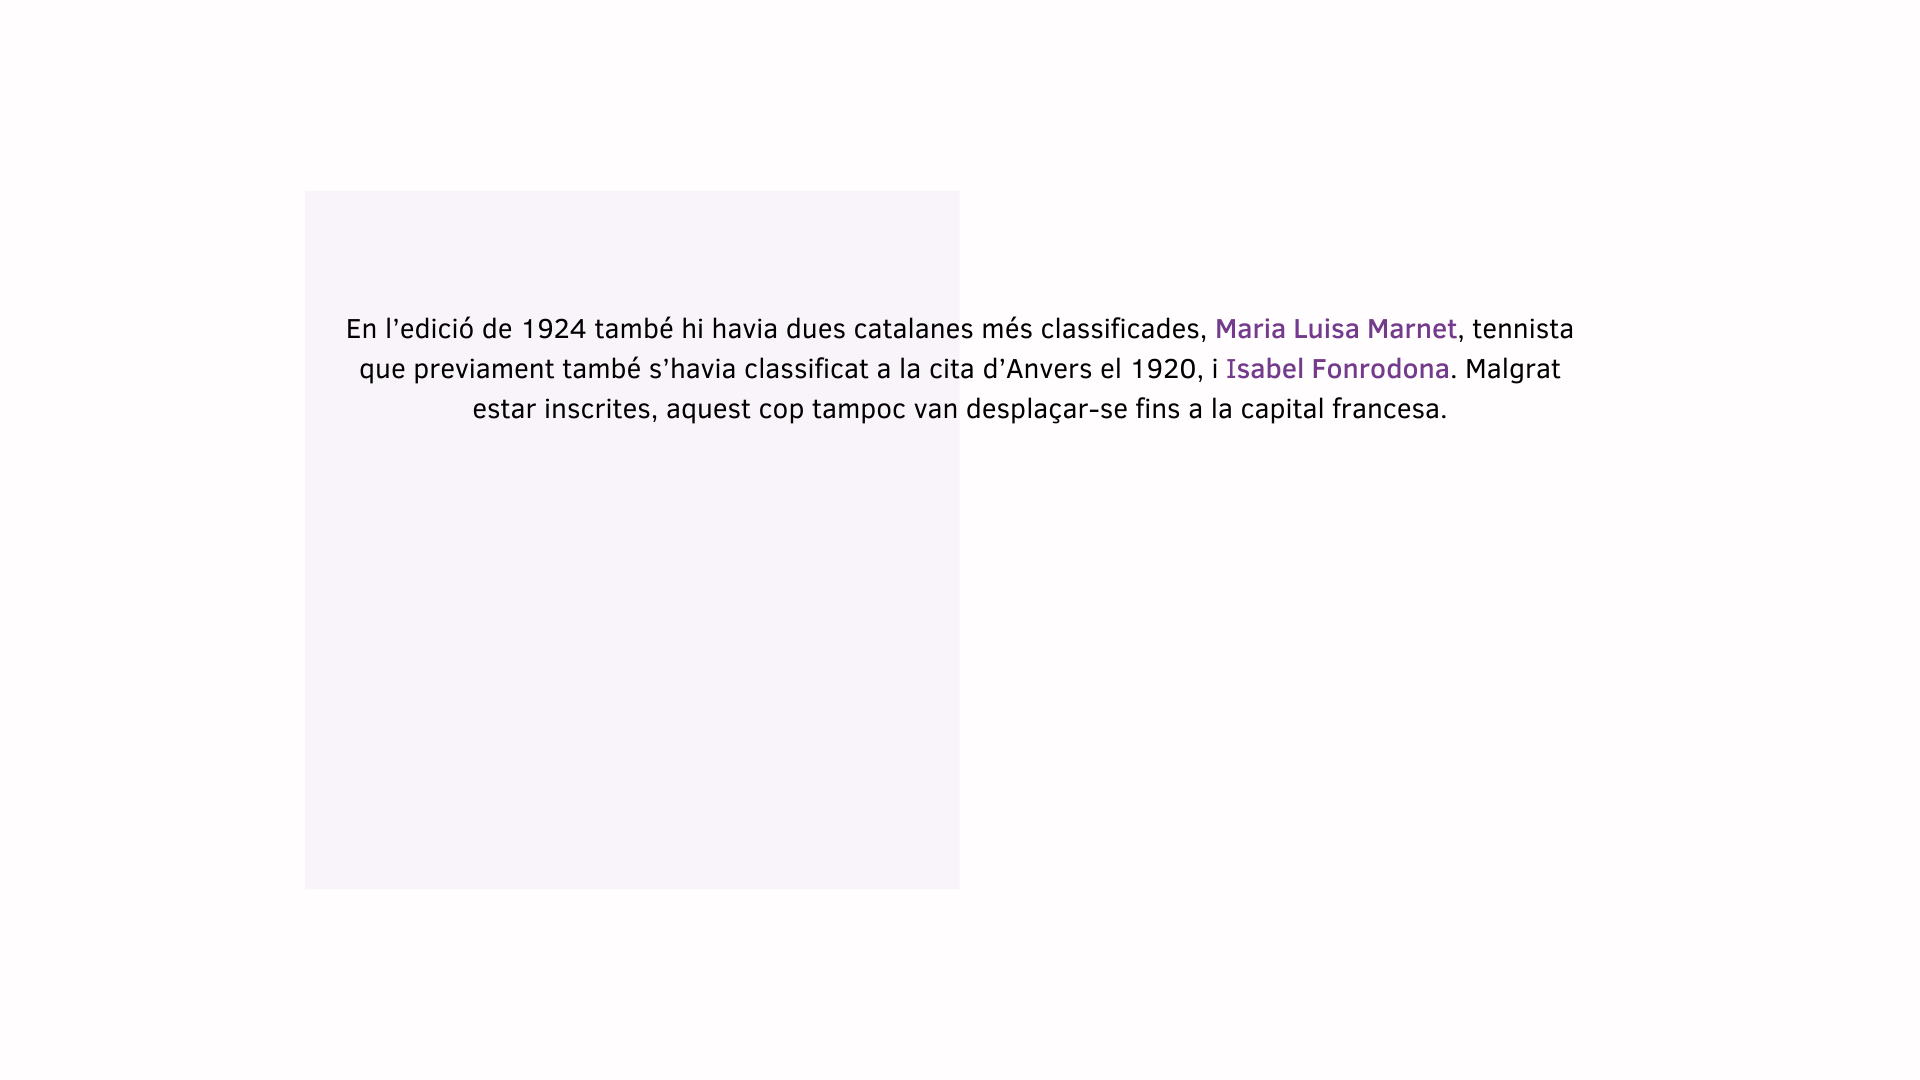 En l’edició de 1924 també hi havia dues catalanes més classificades, Maria Luisa Marnet, tennista
que previament també s’havia classificat a la cita d’Anvers el 1920, i Isabel Fonrodona. Malgrat
estar inscrites, aquest cop tampoc van desplaçar-se fins a la capital francesa.